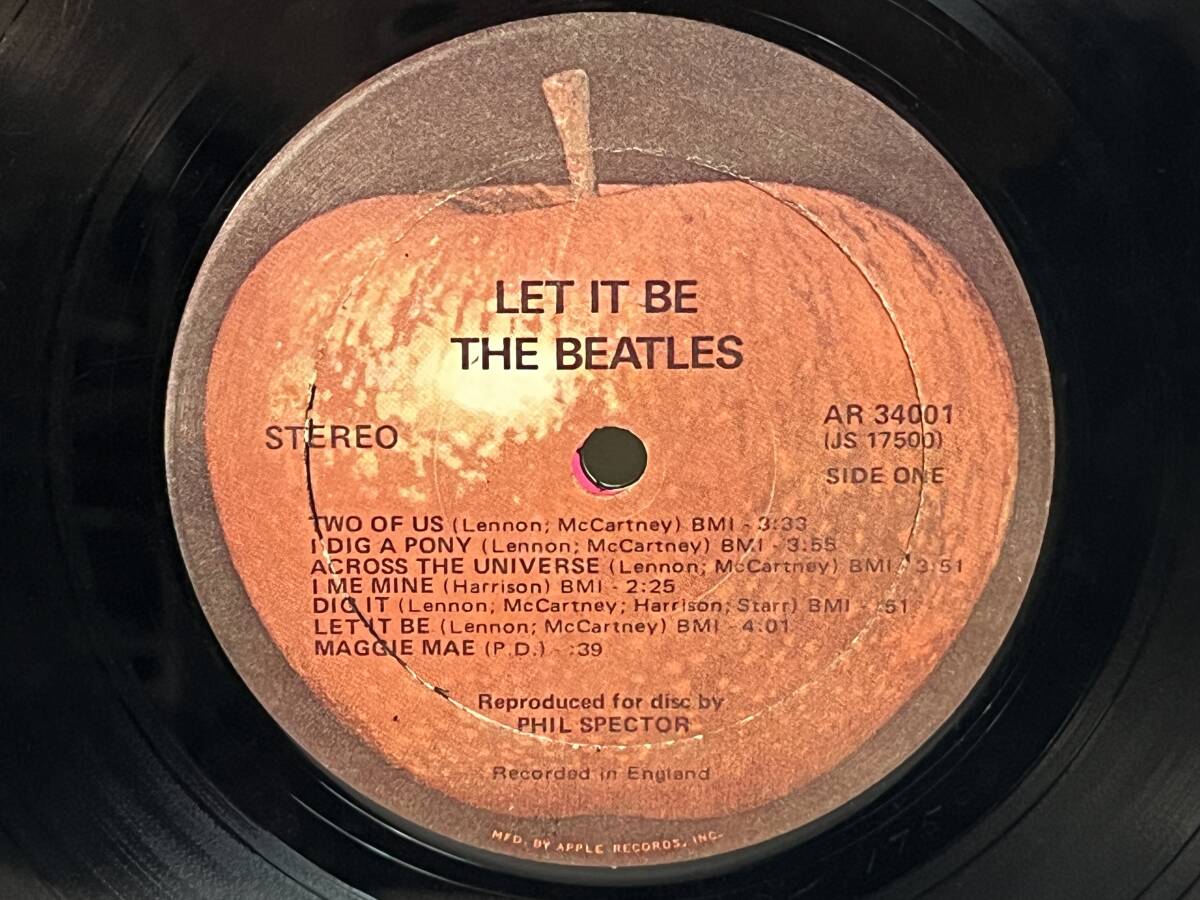 LET IT BE
THE BEATLES
STEREO
AR 34001
(JS 17500)
SIDE ONE
TWO OF US (Lennon; McCartney) BMI - 3:33
I DIG A PONY (Lennon; McCartney) BMI - 3:55
ACROSS THE UNIVERSE (Lennon; McCartney) BMI - 3:51
I ME MINE (Harrison) BMI - 2:25
DIG IT (Lennon; McCartney; Harrison; Starr) BMI - :51
LET IT BE (Lennon; McCartney) BMI - 4:01
MAGGIE MAE (P.D.) - :39
Reproduced for disc by
PHIL SPECTOR
Recorded in England
MFD. BY APPLE RECORDS, INC.